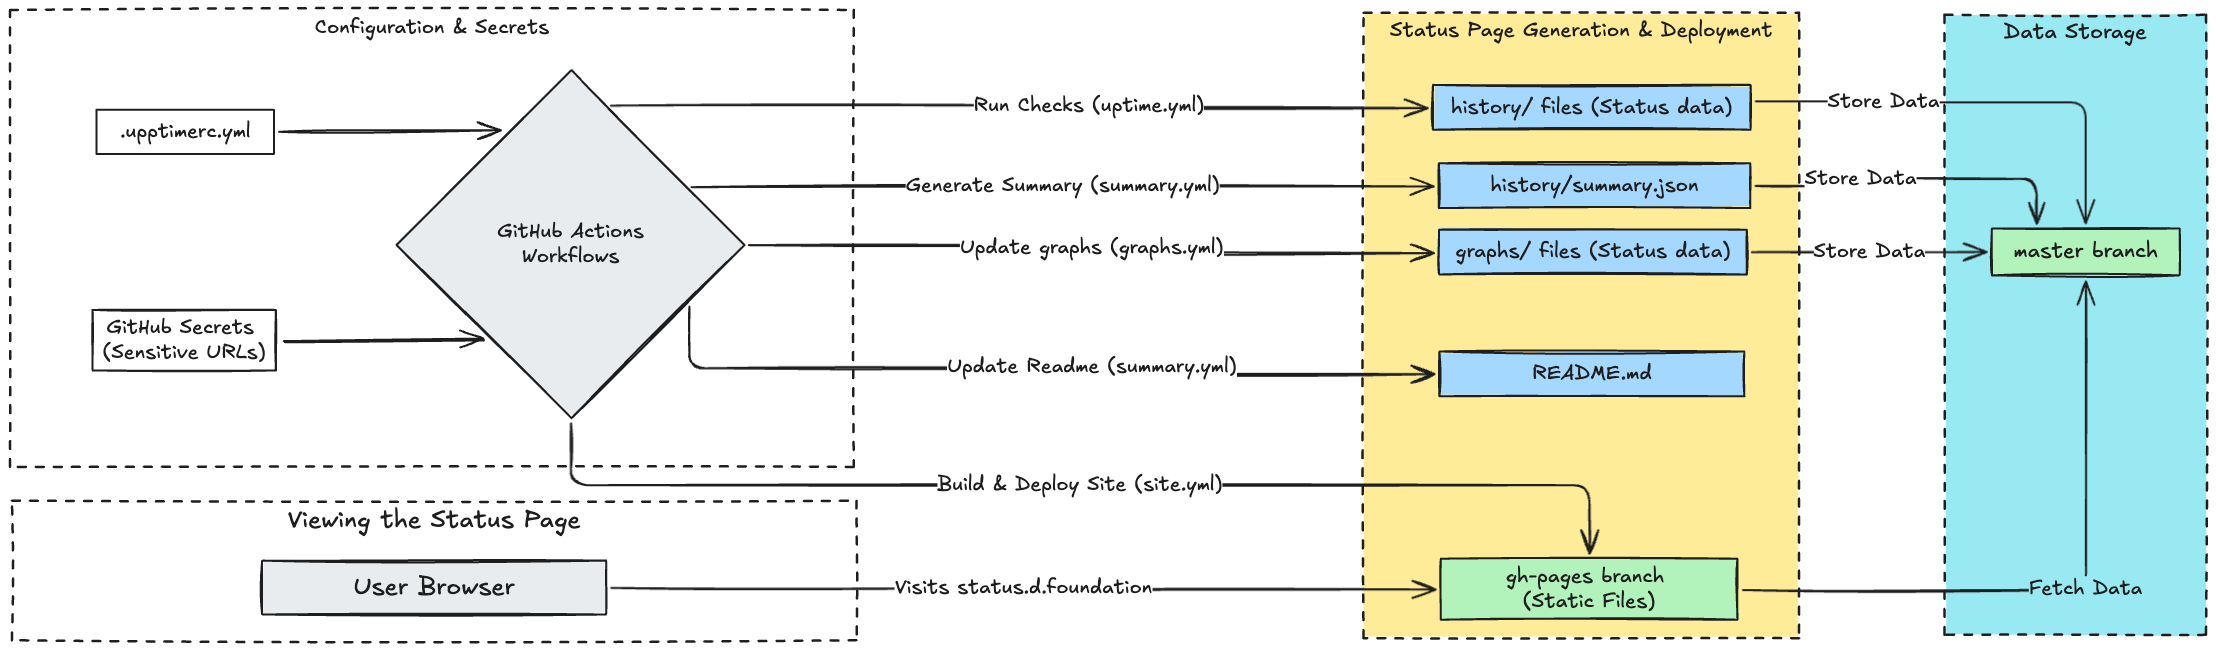 Configuration & Secrets
.upptimerc.yml
GitHub Actions
Workflows
GitHub Secrets
(Sensitive URLs)
Run Checks (uptime.yml)
Generate Summary (summary.yml)
Update graphs (graphs.yml)
Update Readme (summary.yml)
Build & Deploy Site (site.yml)
Status Page Generation & Deployment
history/ files (Status data)
history/summary.json
graphs/ files (Status data)
README.md
gh-pages branch
(Static Files)
Store Data
Store Data
Store Data
Data Storage
master branch
Fetch Data
Viewing the Status Page
User Browser
Visits status.d.foundation